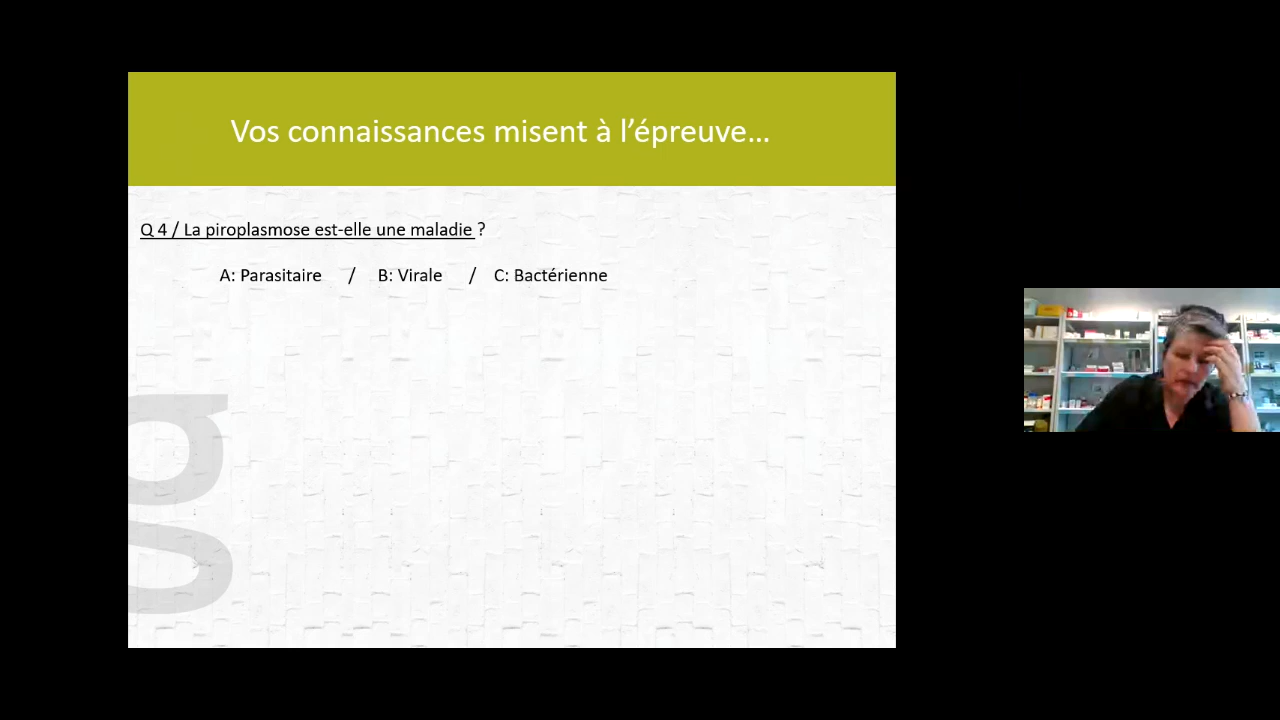 Vos connaissances misent à l’épreuve…
Q 4 / La piroplasmose est-elle une maladie ?
A: Parasitaire / B: Virale / C: Bactérienne